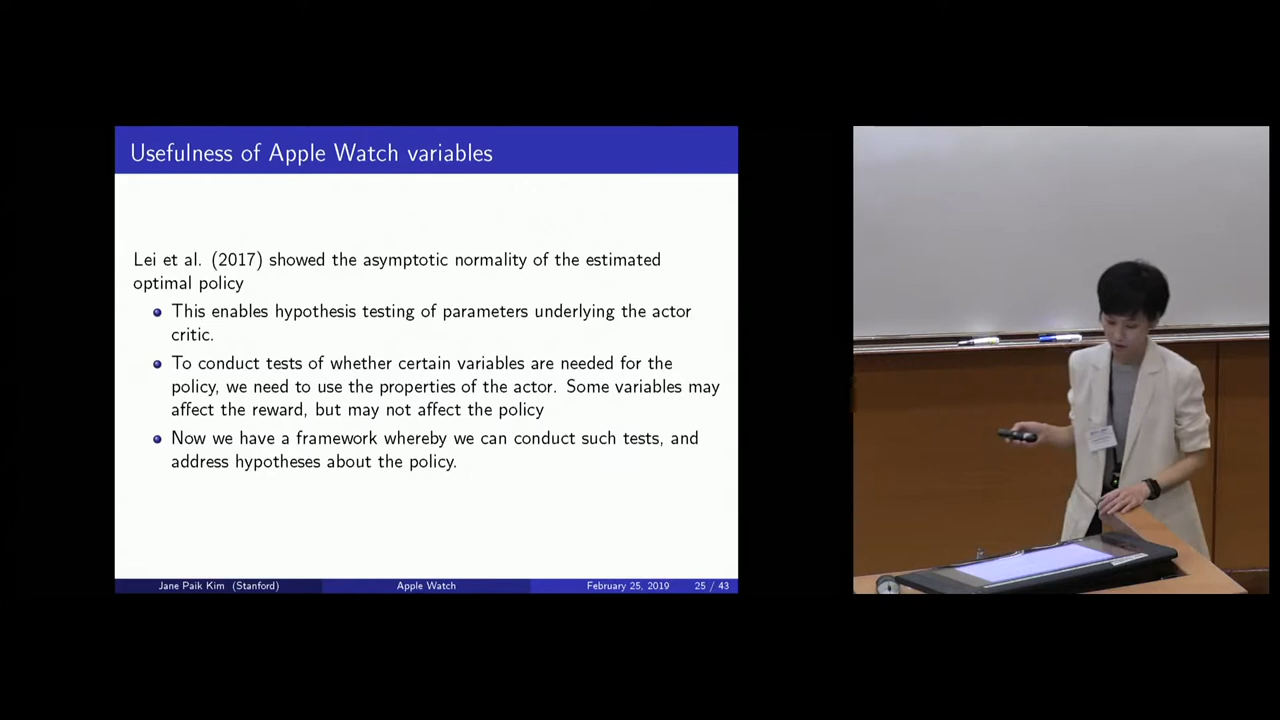 Usefulness of Apple Watch variables
Lei et al. (2017) showed the asymptotic normality of the estimated
optimal policy
This enables hypothesis testing of parameters underlying the actor
critic.
To conduct tests of whether certain variables are needed for the
policy, we need to use the properties of the actor. Some variables may
affect the reward, but may not affect the policy
Now we have a framework whereby we can conduct such tests, and
address hypotheses about the policy.
Jane Paik Kim (Stanford) Apple Watch February 25, 2019 25 / 43